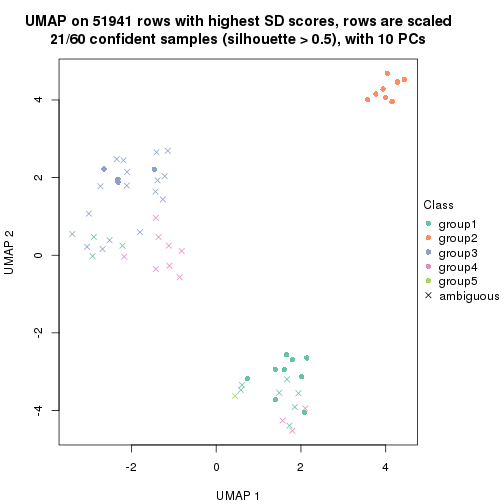 UMAP on 51941 rows with highest SD scores, rows are scaled
21/60 confident samples (silhouette > 0.5), with 10 PCs
4
2
0
-2
-4
UMAP 2
-2
0
2
4
UMAP 1
Class
group1
group2
group3
group4
group5
ambiguous